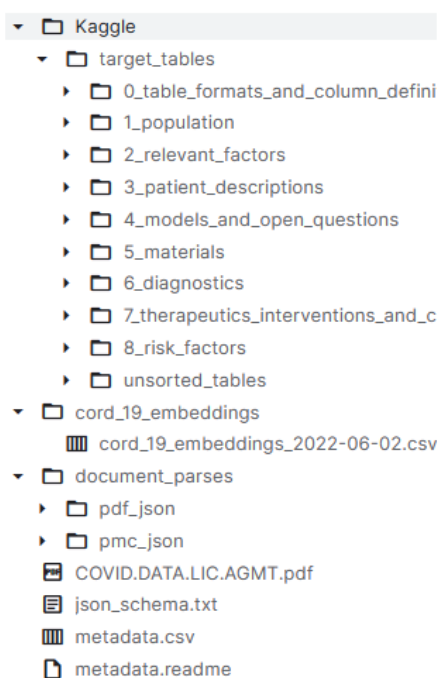 Kaggle
target_tables
0_table_formats_and_column_defini
1_population
2_relevant_factors
3_patient_descriptions
4_models_and_open_questions
5_materials
6_diagnostics
7_therapeutics_interventions_and_c
8_risk_factors
unsorted_tables
cord_19_embeddings
cord_19_embeddings_2022-06-02.csv
document_parses
pdf_json
pmc_json
COVID.DATA.LIC.AGMT.pdf
json_schema.txt
metadata.csv
metadata.readme